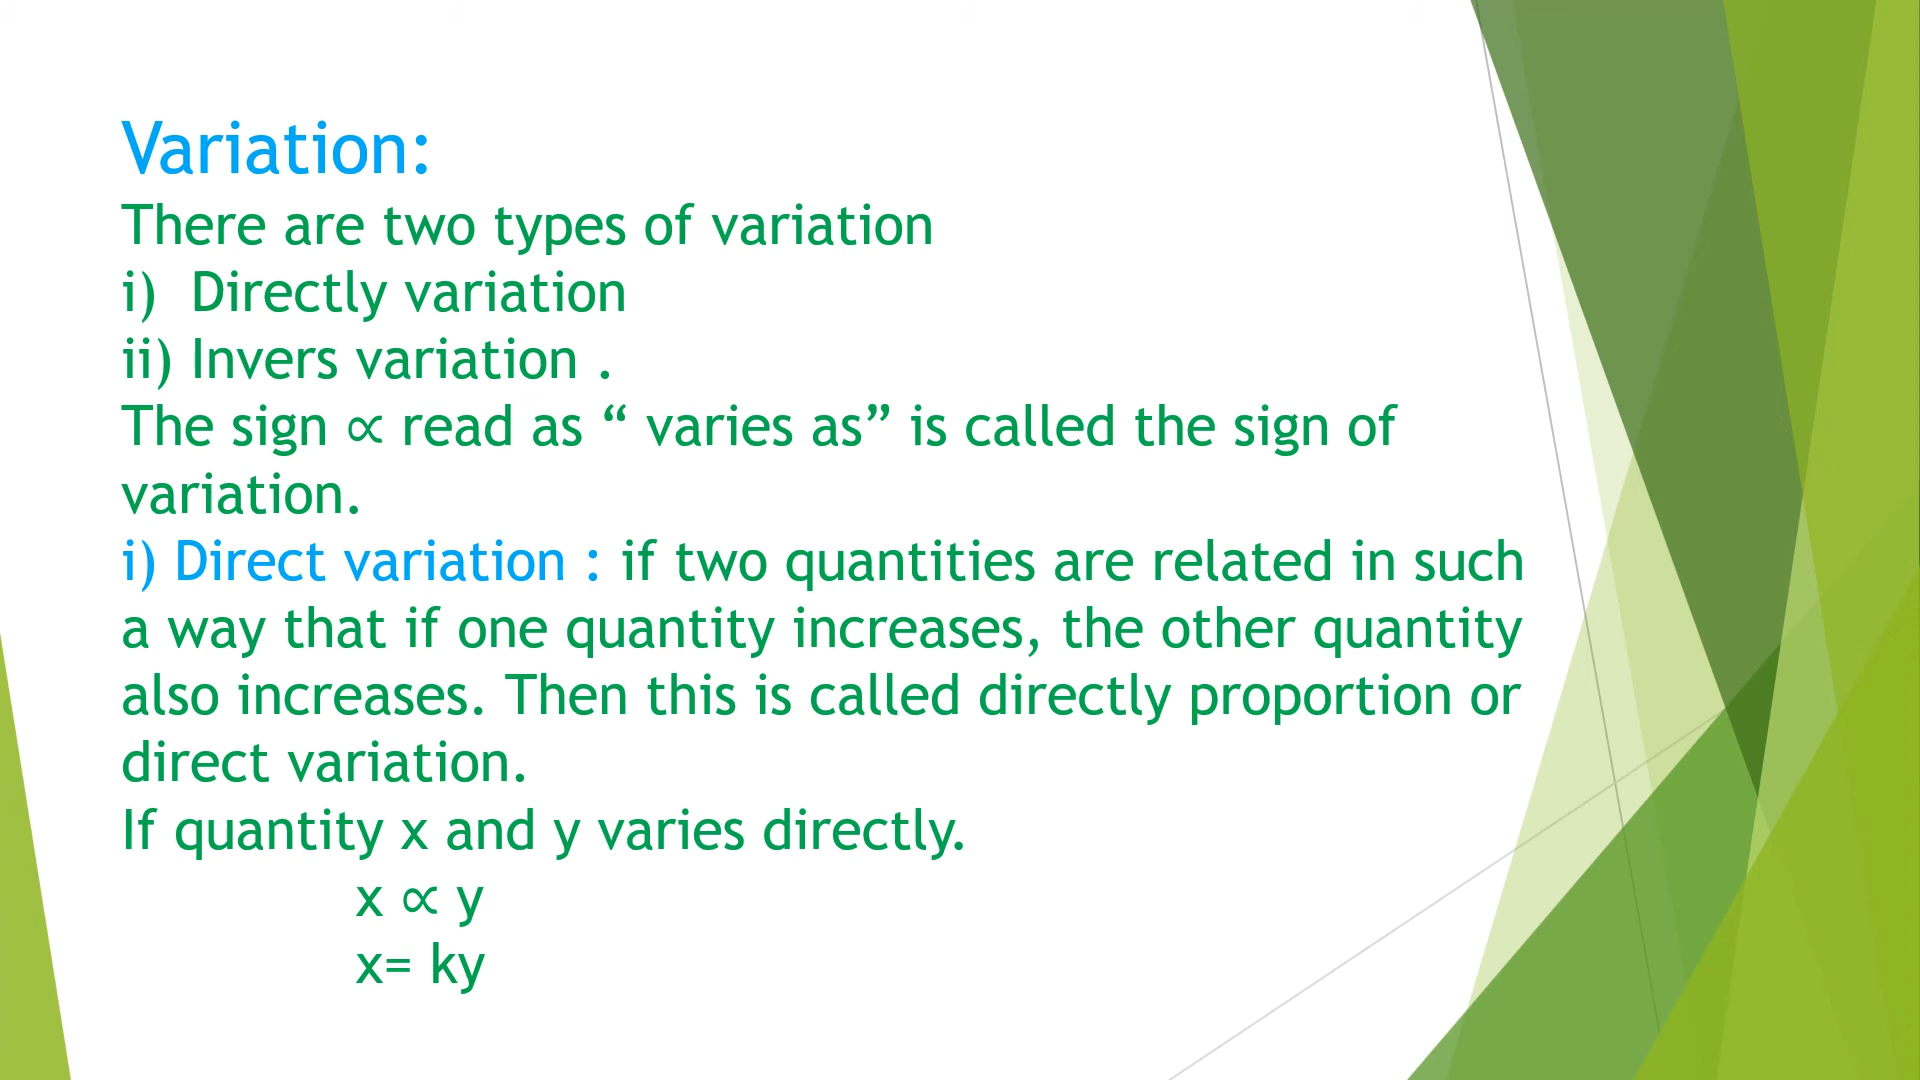 Variation:
There are two types of variation
i) Directly variation
ii) Invers variation .
The sign ∝ read as “ varies as” is called the sign of
variation.
i) Direct variation : if two quantities are related in such
a way that if one quantity increases, the other quantity
also increases. Then this is called directly proportion or
direct variation.
If quantity x and y varies directly.
x ∝ y
x= ky